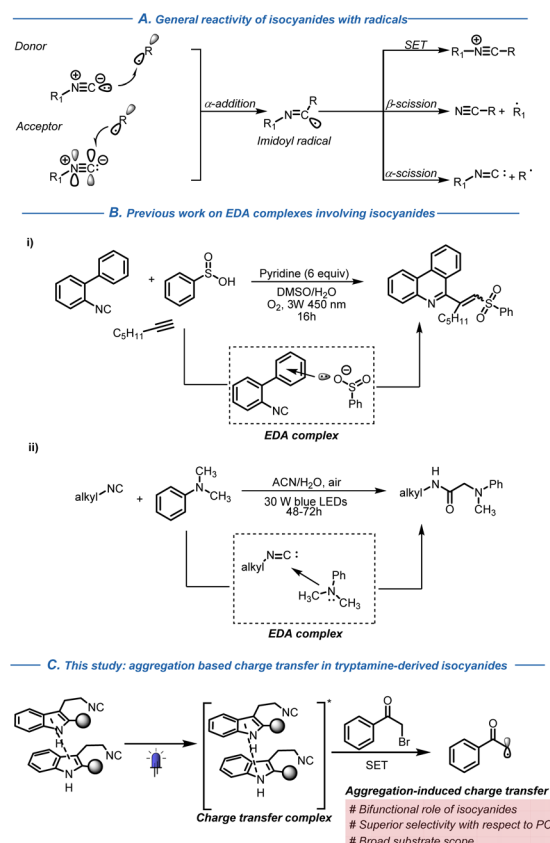 A. General reactivity of isocyanides with radicals
Donor
R
⊕ ⊖
N≡C
R1
Acceptor
R
⊕ ⊖
N≡C:
R1
α-addition
R
N=C
R1
Imidoyl radical
SET
⊕
N≡C−R
R1
β-scission
N≡C−R + Ṙ1
α-scission
N=C: + R•
R1
B. Previous work on EDA complexes involving isocyanides
i)
NC
+
O
S
OH
C5H11
Pyridine (6 equiv)
DMSO/H2O
O2, 3W 450 nm
16h
N
C5H11
O
S
O
Ph
NC
⊖
O
S
O
Ph
EDA complex
ii)
alkyl
NC
+
CH3
N
CH3
ACN/H2O, air
30 W blue LEDs
48-72h
H
N
alkyl
O
Ph
N
CH3
N=C:
alkyl
Ph
N
H3C
CH3
EDA complex
C. This study: aggregation based charge transfer in tryptamine-derived isocyanides
NC
N
H
NC
N
H
NC
N
H
NC
N
H
*
Charge transfer complex
O
Br
SET
O
Aggregation-induced charge transfer
# Bifunctional role of isocyanides
# Superior selectivity with respect to PC
# Broad substrate scope